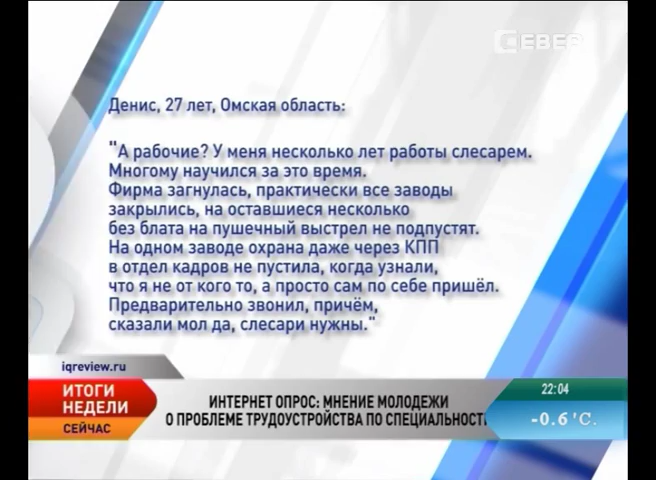 СЕВЕР
Денис, 27 лет, Омская область:
"А рабочие? У меня несколько лет работы слесарем.
Многому научился за это время.
Фирма загнулась, практически все заводы
закрылись, на оставшиеся несколько
без блата на пушечный выстрел не подпустят.
На одном заводе охрана даже через КПП
в отдел кадров не пустила, когда узнали,
что я не от кого то, а просто сам по себе пришёл.
Предварительно звонил, причём,
сказали мол да, слесари нужны."
iqreview.ru
ИТОГИ
НЕДЕЛИ
СЕЙЧАС
ИНТЕРНЕТ ОПРОС: МНЕНИЕ МОЛОДЕЖИ
О ПРОБЛЕМЕ ТРУДОУСТРОЙСТВА ПО СПЕЦИАЛЬНОСТИ
22:04
-0.6°C.